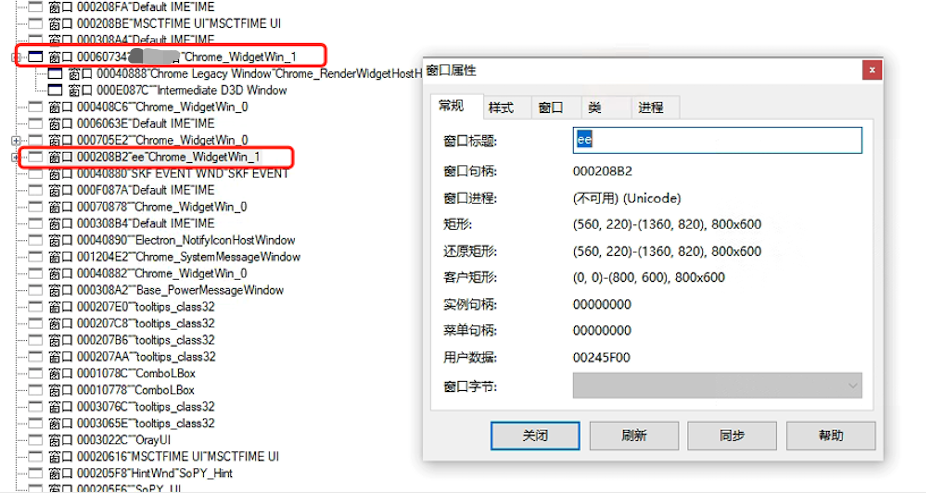 窗口 000208FA"Default IME"IME
窗口 000208BE"MSCTFIME UI"MSCTFIME UI
窗口 000308A4"Default IME"IME
窗口 00060734 "Chrome_WidgetWin_1
窗口 00040888"Chrome Legacy Window"Chrome_RenderWidgetHostH
窗口 000E087C""Intermediate D3D Window
窗口 000408C6""Chrome_WidgetWin_0
窗口 0006063E"Default IME"IME
窗口 000705E2""Chrome_WidgetWin_0
窗口 000208B2"ee"Chrome_WidgetWin_1
窗口 00040880"SKF EVENT WND"SKF EVENT
窗口 000F087A"Default IME"IME
窗口 00070878""Chrome_WidgetWin_0
窗口 000308B4"Default IME"IME
窗口 00040890""Electron_NotifyIconHostWindow
窗口 001204E2""Chrome_SystemMessageWindow
窗口 00040882""Chrome_WidgetWin_0
窗口 000308A2""Base_PowerMessageWindow
窗口 000207E0""tooltips_class32
窗口 000207C8""tooltips_class32
窗口 000207B6""tooltips_class32
窗口 000207AA""tooltips_class32
窗口 0001078C""ComboLBox
窗口 00010778""ComboLBox
窗口 0003076C""tooltips_class32
窗口 0003065E""tooltips_class32
窗口 0003022C""OrayUI
窗口 00020616"MSCTFIME UI"MSCTFIME UI
窗口 000205F8"HintWnd"SoPY_Hint
窗口 000205F6""SoPY_UI
窗口属性
x
常规 样式 窗口 类 进程
窗口标题: ee
窗口句柄: 000208B2
窗口进程: (不可用) (Unicode)
矩形: (560, 220)-(1360, 820), 800x600
还原矩形: (560, 220)-(1360, 820), 800x600
客户矩形: (0, 0)-(800, 600), 800x600
实例句柄: 00000000
菜单句柄: 00000000
用户数据: 00245F00
窗口字节:
关闭 刷新 同步 帮助